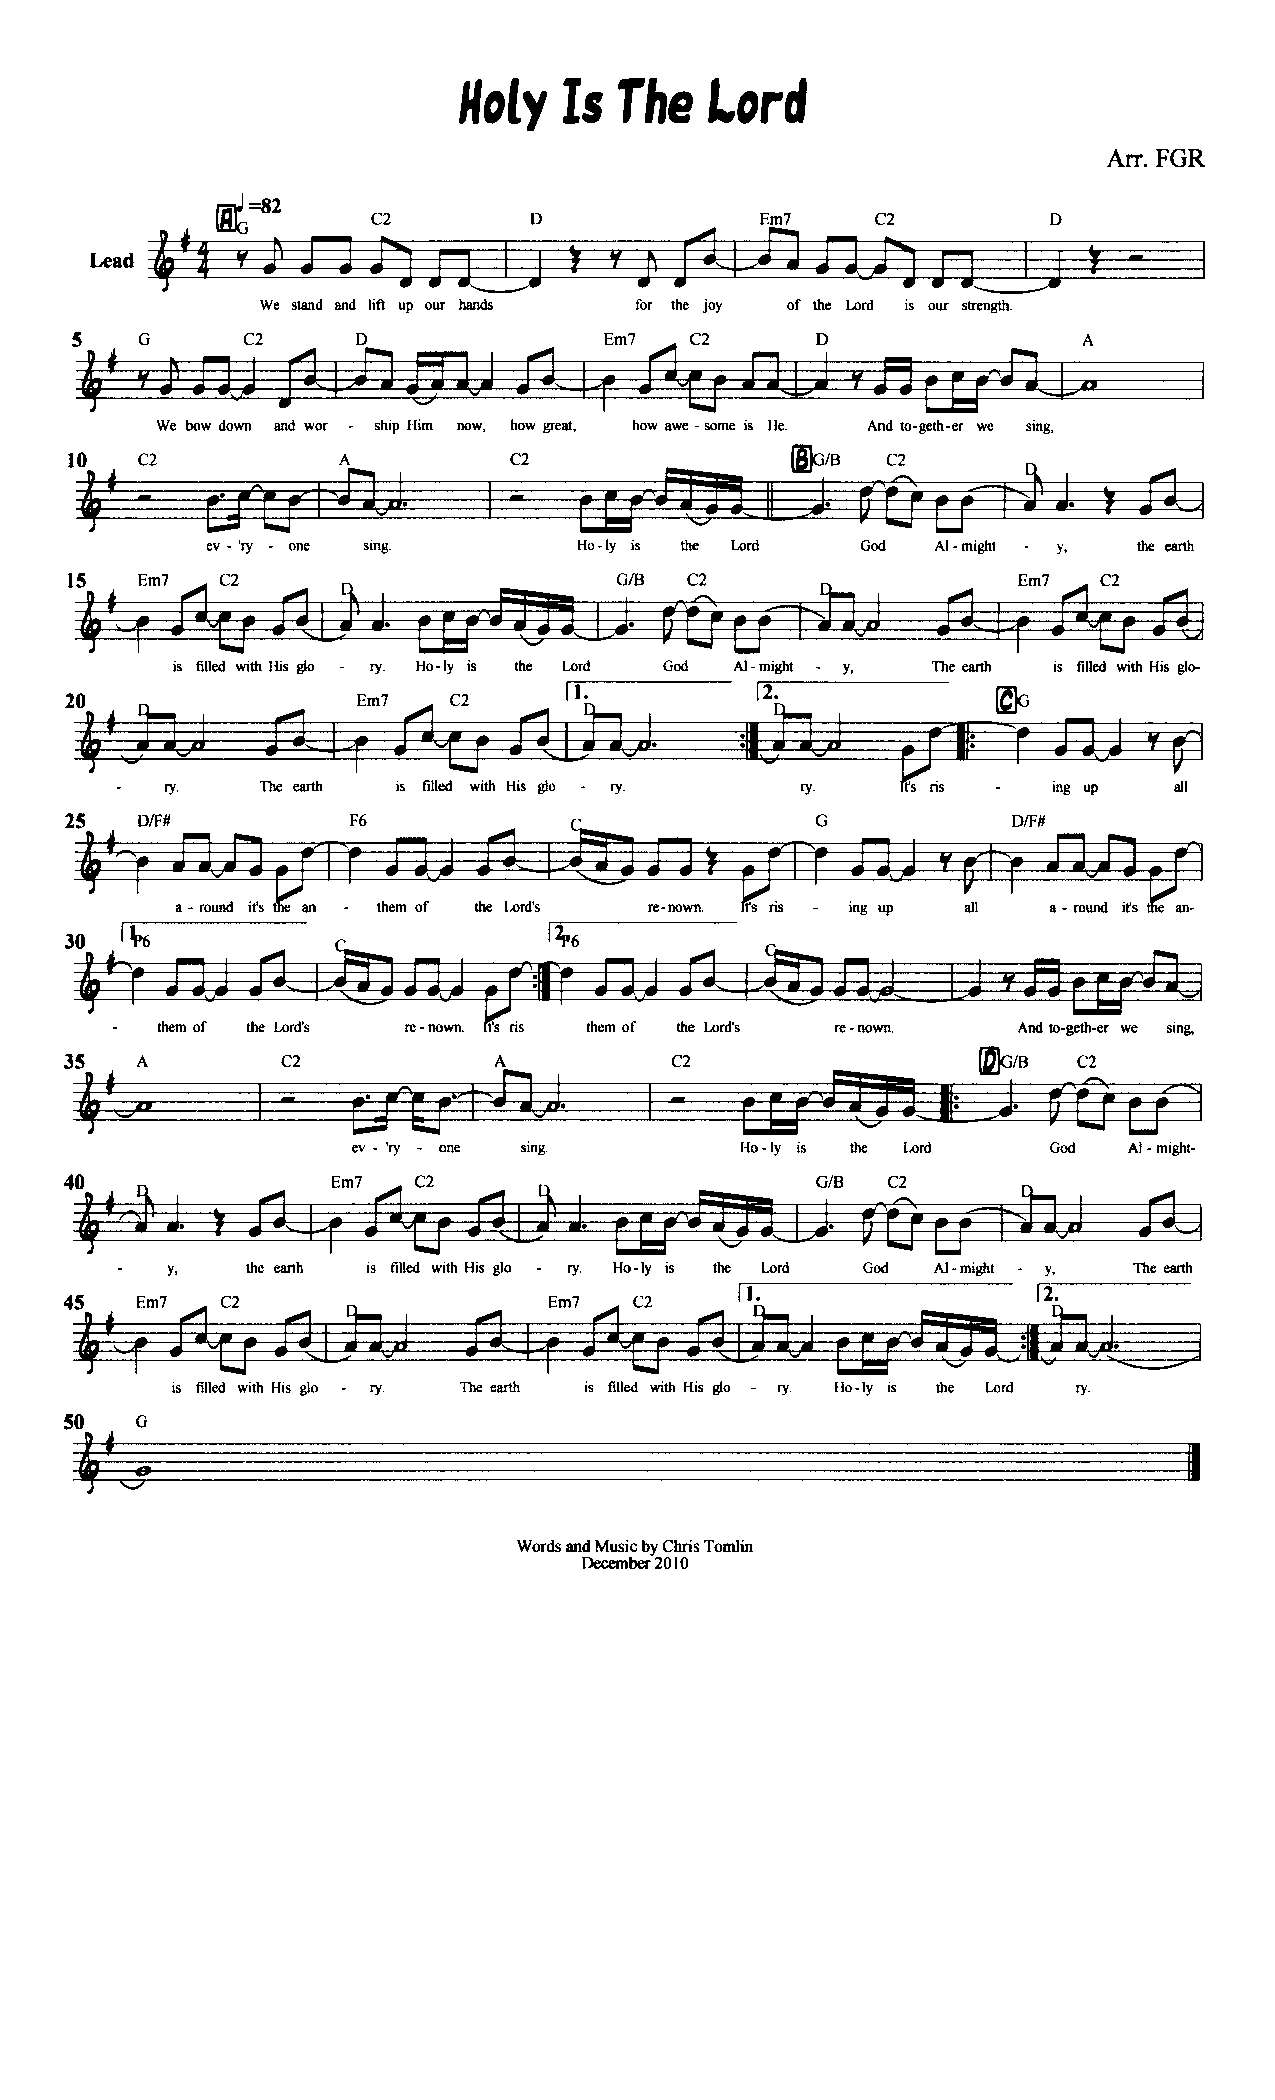 Holy Is The Lord
Arr. FGR
A ♩=82
G C2 D Em7 C2 D
Lead
We stand and lift up our hands for the joy of the Lord is our strength.
5 G C2 D Em7 C2 D A
We bow down and wor - ship Him now, how great, how awe - some is He. And to-geth-er we sing,
10 C2 A C2 B G/B C2 D
ev - 'ry - one sing. Ho - ly is the Lord God Al - might - y, the earth
15 Em7 C2 D G/B C2 D Em7 C2
is filled with His glo - ry. Ho - ly is the Lord God Al - might - y, The earth is filled with His glo-
20 D Em7 C2 1. D 2. D C G
- ry. The earth is filled with His glo - ry. ry. It's ris - ing up all
25 D/F# F6 C G D/F#
a - round it's the an - them of the Lord's re - nown. It's ris - ing up all a - round it's the an-
30 1. F6 C 2. F6 C
- them of the Lord's re - nown. It's ris them of the Lord's re - nown. And to-geth-er we sing,
35 A C2 A C2 D G/B C2
ev - 'ry - one sing. Ho - ly is the Lord God Al - might-
40 D Em7 C2 D G/B C2 D
- y, the earth is filled with His glo - ry. Ho - ly is the Lord God Al - might - y, The earth
45 Em7 C2 D Em7 C2 1. D 2. D
is filled with His glo - ry. The earth is filled with His glo - ry. Ho - ly is the Lord ry.
50 G
Words and Music by Chris Tomlin
December 2010